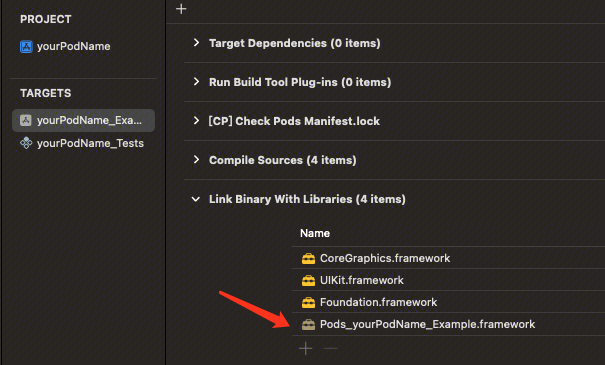 PROJECT
yourPodName
TARGETS
yourPodName_Exa...
yourPodName_Tests
Target Dependencies (0 items)
Run Build Tool Plug-ins (0 items)
[CP] Check Pods Manifest.lock
Compile Sources (4 items)
Link Binary With Libraries (4 items)
Name
CoreGraphics.framework
UIKit.framework
Foundation.framework
Pods_yourPodName_Example.framework